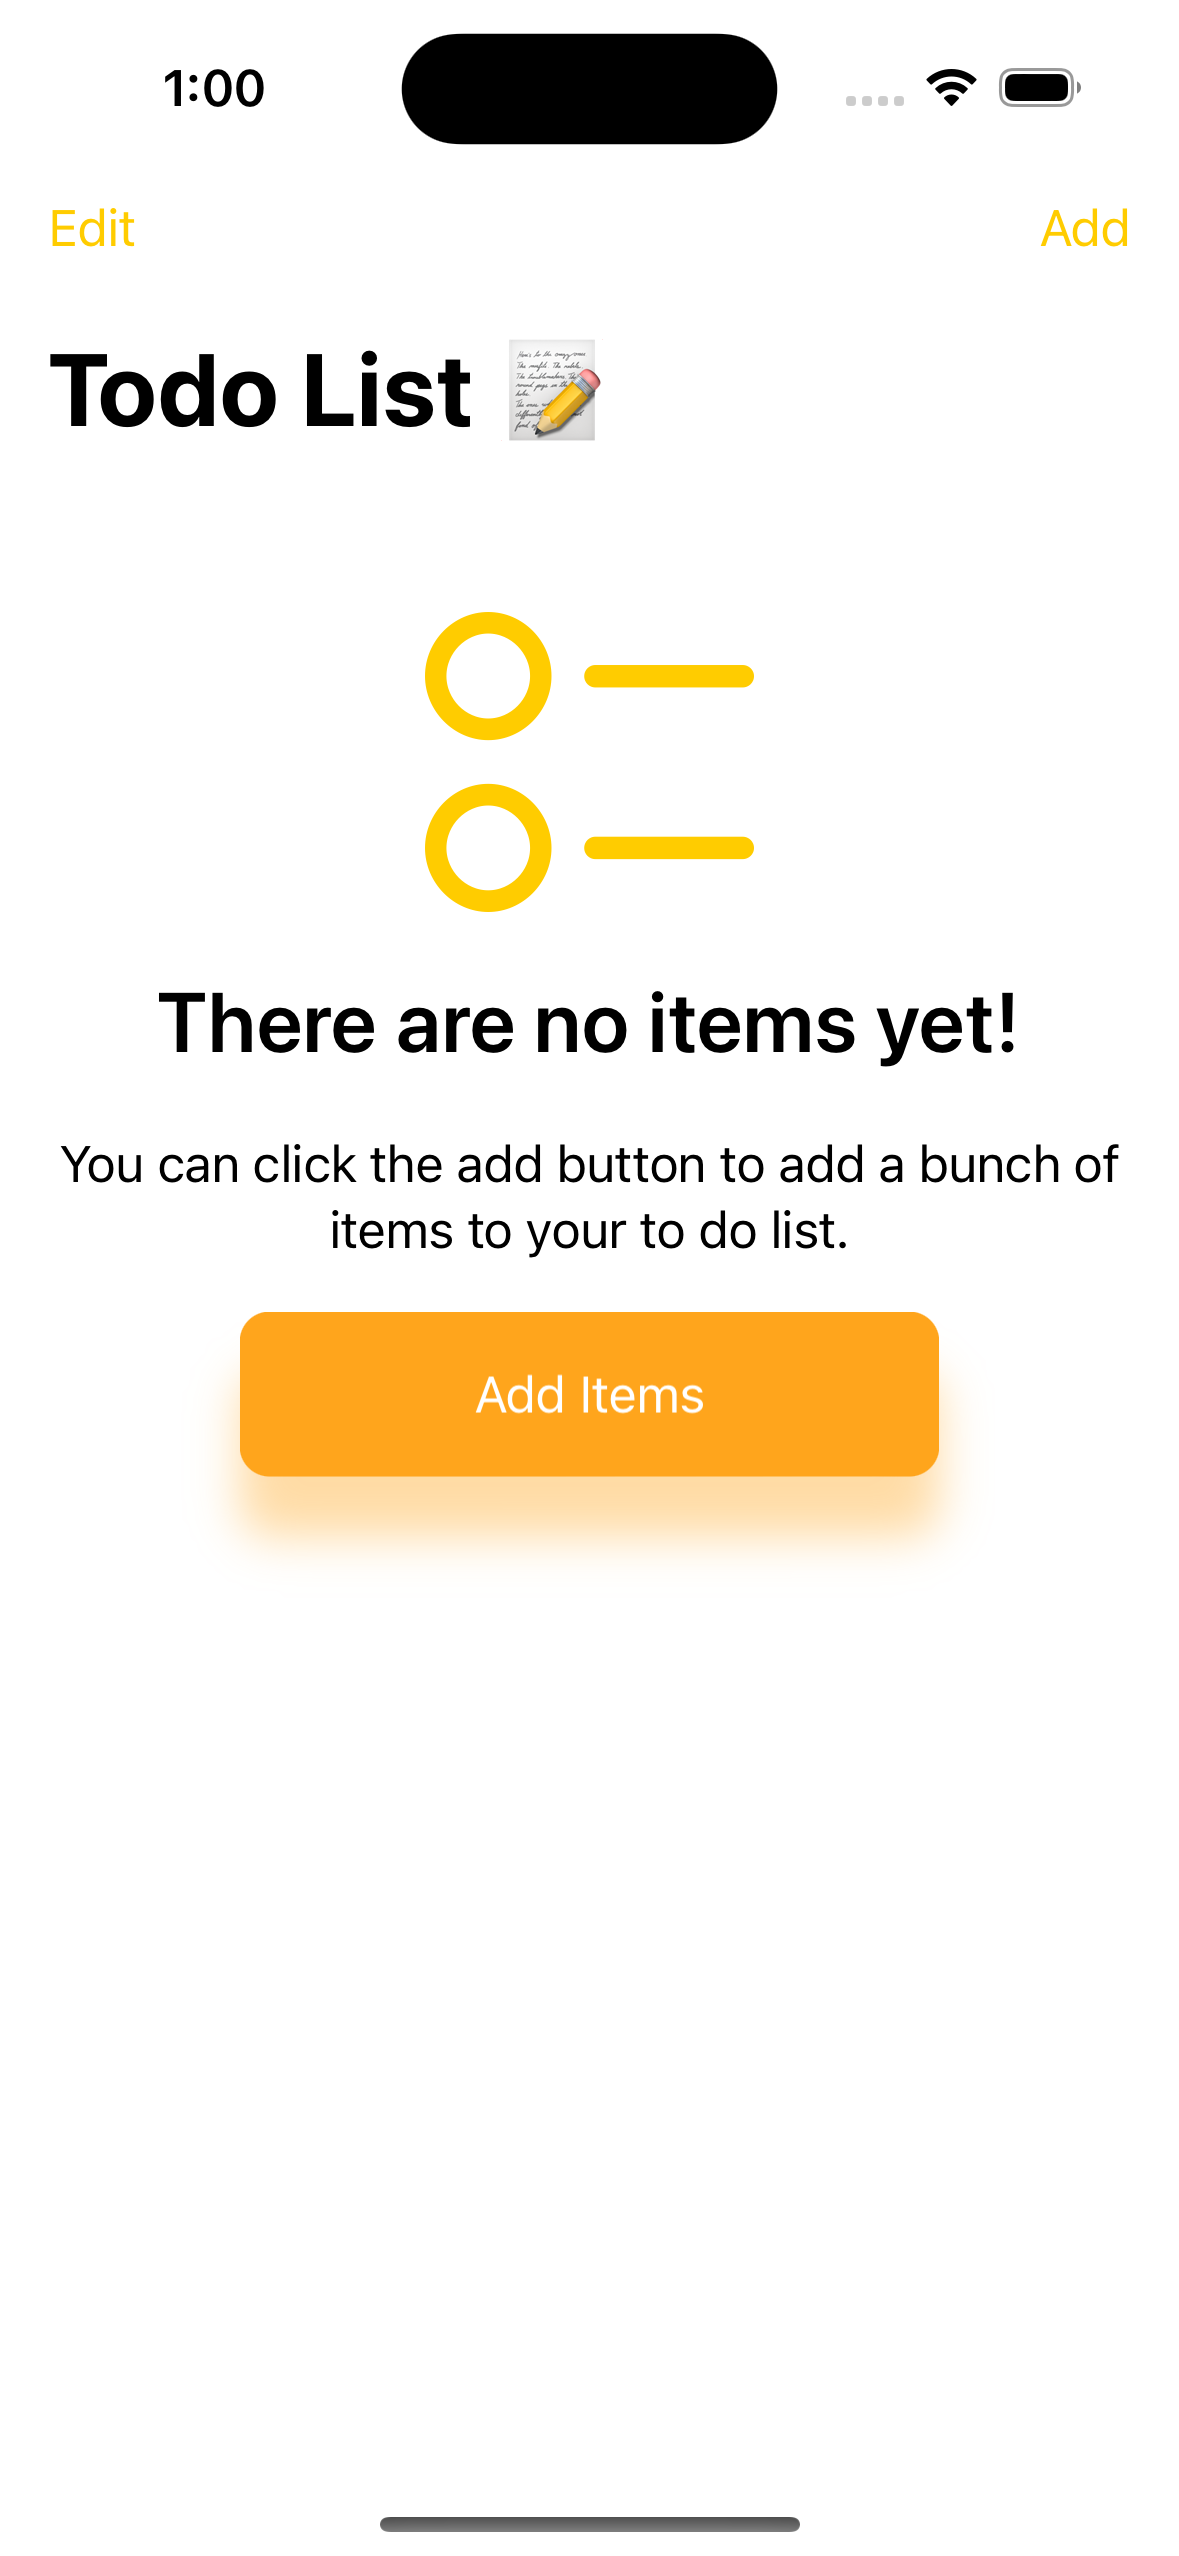 1:00
Edit
Add
Todo List 📝
There are no items yet!
You can click the add button to add a bunch of
items to your to do list.
Add Items